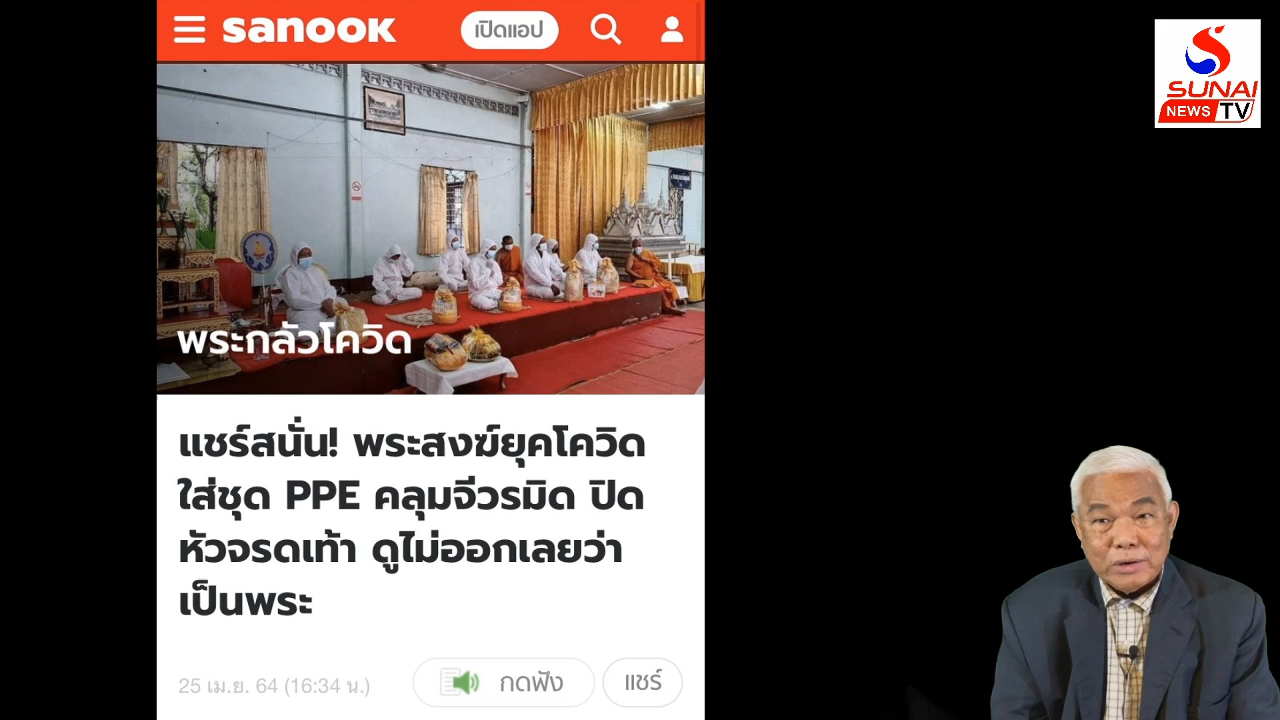 sanook
เปิดแอป
SUNAI
NEWS TV
พระกลัวโควิด
แชร์สนั่น! พระสงฆ์ยุคโควิด
ใส่ชุด PPE คลุมจีวรมิด ปิด
หัวจรดเท้า ดูไม่ออกเลยว่า
เป็นพระ
25 เม.ย. 64 (16:34 น.)
กดฟัง
แชร์